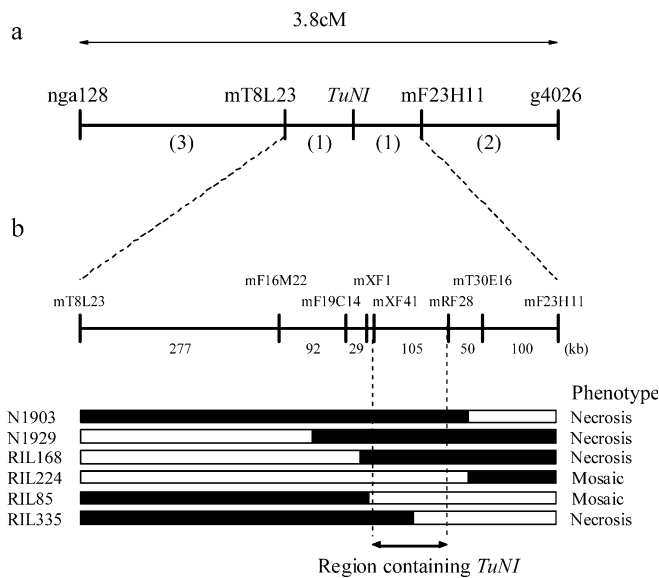 a
3.8cM
nga128 mT8L23 TuNI mF23H11 g4026
(3) (1) (1) (2)
b
mF16M22 mXF1 mT30E16
mT8L23 mF19C14 mXF41 mRF28 mF23H11
277 92 29 105 50 100 (kb)
Phenotype
N1903 Necrosis
N1929 Necrosis
RIL168 Necrosis
RIL224 Mosaic
RIL85 Mosaic
RIL335 Necrosis
Region containing TuNI